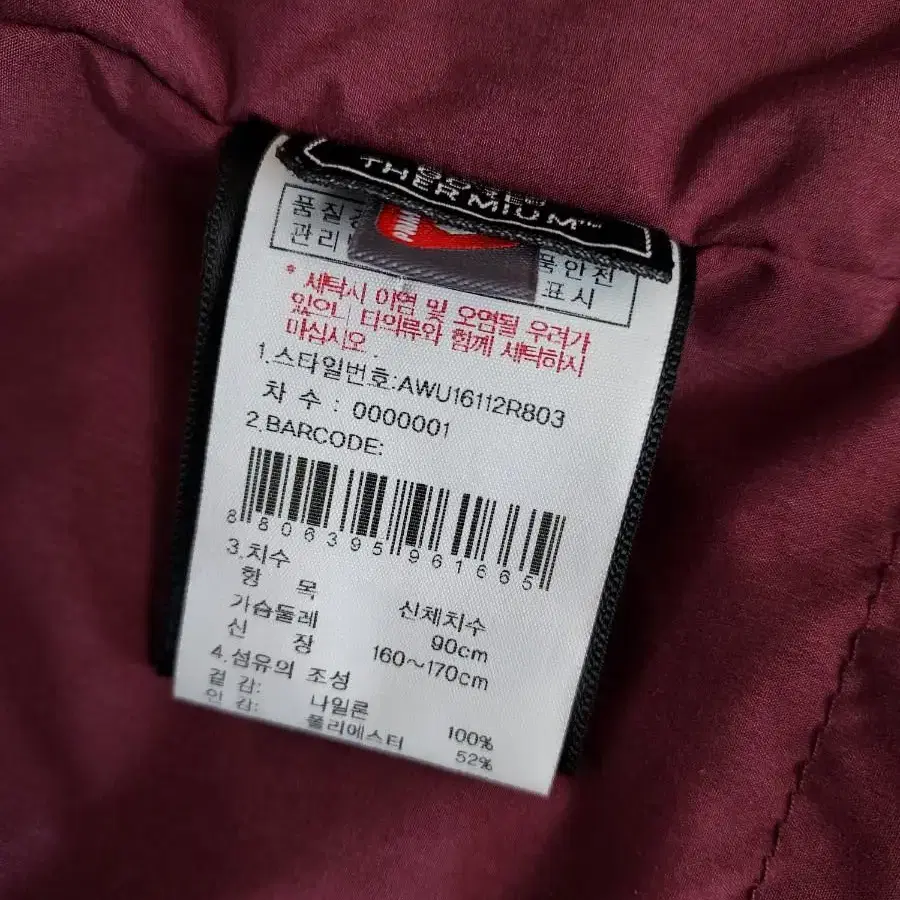 THERMIUM™
품질경
관리
품안전
표시
* 세탁시 이염 및 오염될 우려가
있으니 타의류와 함께 세탁하시
마십시오.
1.스타일번호:AWU16112R803
차 수 : 0000001
2.BARCODE:
8 806395 961665
3.치수
항 목 신체치수
가슴둘레 90cm
신 장 160~170cm
4.섬유의 조성
겉 감: 나일론 100%
안 감: 폴리에스터 52%